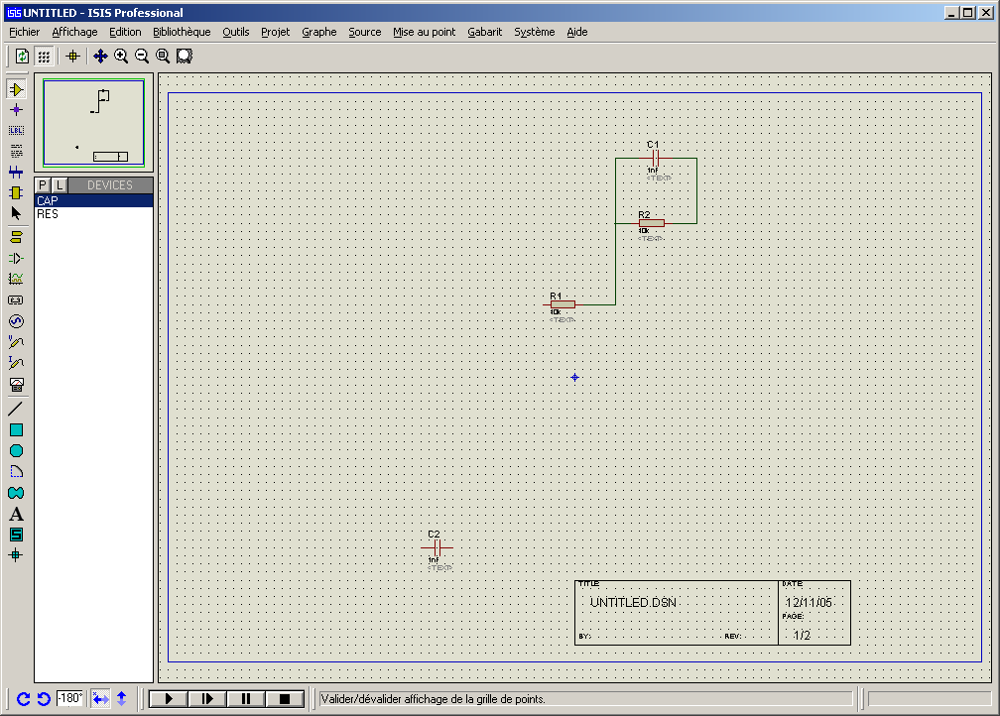 ISIS UNTITLED - ISIS Professional
Fichier Affichage Edition Bibliothèque Outils Projet Graphe Source Mise au point Gabarit Système Aide
LBL
P L DEVICES
CAP
RES
C1
1nF
<TEXT>
R2
10k
<TEXT>
R1
10k
<TEXT>
C2
1nF
<TEXT>
V
I
A
S
TITLE:
UNTITLED.DSN
BY:
REV:
DATE:
12/11/05
PAGE:
1/2
-180°
Valider/dévalider affichage de la grille de points.